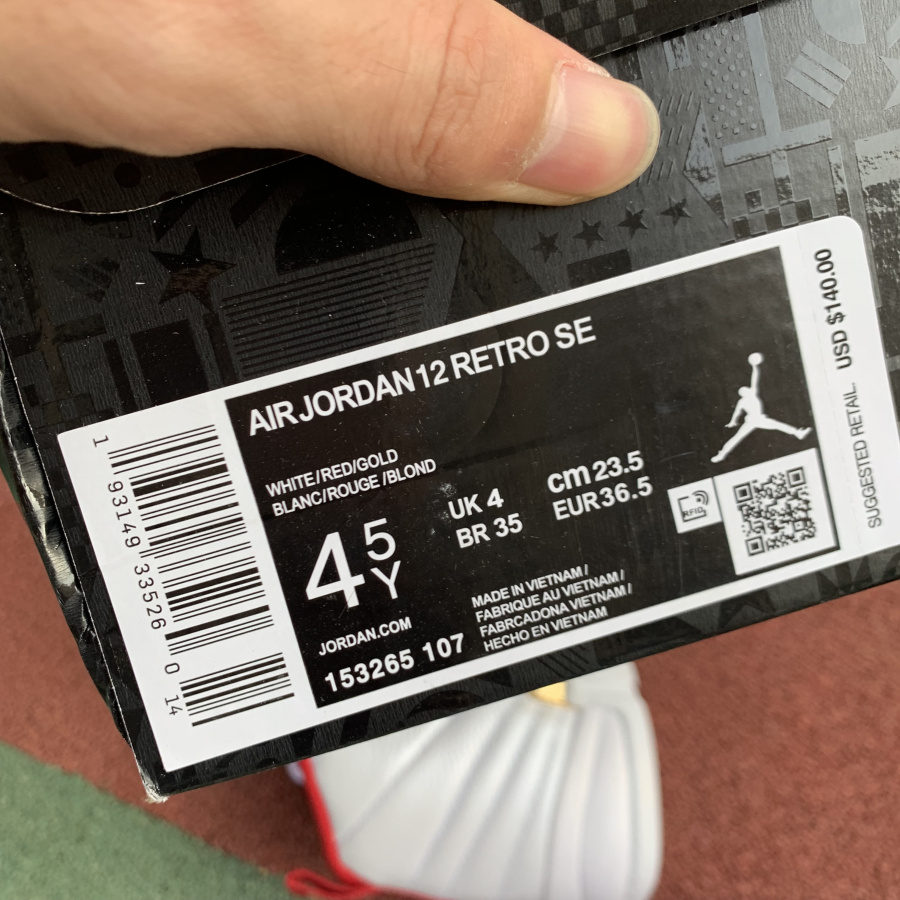 AIR JORDAN 12 RETRO SE
WHITE/RED/GOLD
BLANC/ROUGE /BLOND
4 5 Y
UK 4
BR 35
cm 23.5
EUR 36.5
RFID
JORDAN.COM
153265 107
MADE IN VIETNAM /
FABRIQUE AU VIETNAM /
FABRCADONA VIETNAM /
HECHO EN VIETNAM
1 93149 33526 0 14
SUGGESTED RETAIL. USD $140.00